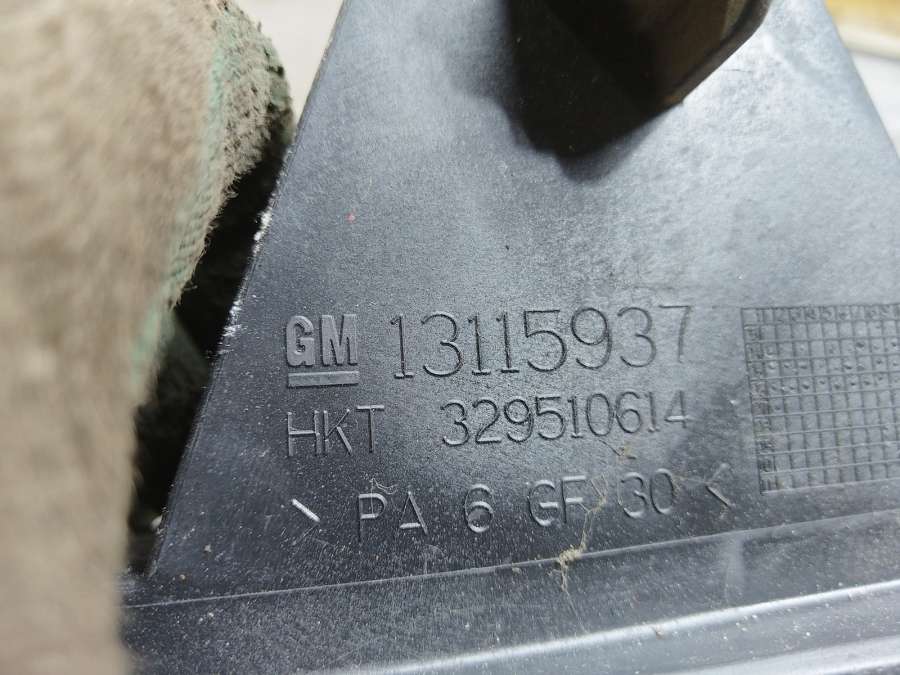 GM 13115937
HKT 329510614
> PA 6 GF 30 <